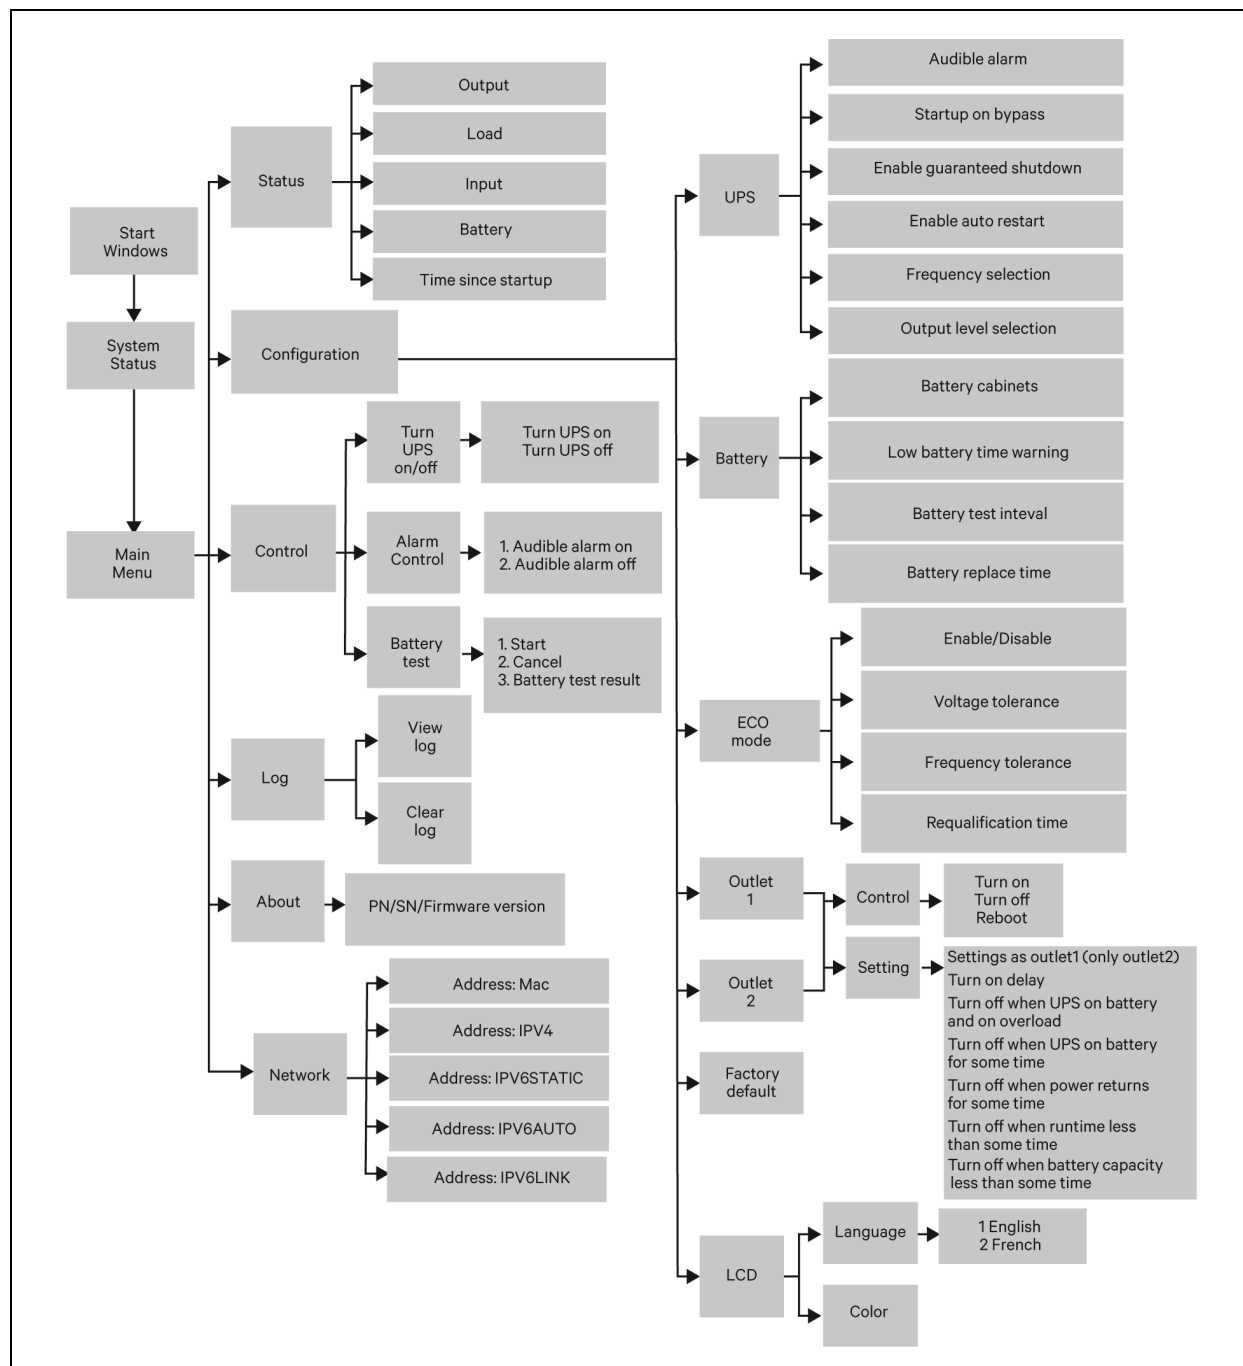 Start
Windows
System
Status
Main
Menu
Status
Output
Load
Input
Battery
Time since startup
Configuration
Control
Turn
UPS
on/off
Turn UPS on
Turn UPS off
Alarm
Control
1. Audible alarm on
2. Audible alarm off
Battery
test
1. Start
2. Cancel
3. Battery test result
Log
View
log
Clear
log
About
PN/SN/Firmware version
Network
Address: Mac
Address: IPV4
Address: IPV6STATIC
Address: IPV6AUTO
Address: IPV6LINK
UPS
Audible alarm
Startup on bypass
Enable guaranteed shutdown
Enable auto restart
Frequency selection
Output level selection
Battery
Battery cabinets
Low battery time warning
Battery test inteval
Battery replace time
ECO
mode
Enable/Disable
Voltage tolerance
Frequency tolerance
Requalification time
Outlet
1
Outlet
2
Control
Turn on
Turn off
Reboot
Setting
Settings as outlet1 (only outlet2)
Turn on delay
Turn off when UPS on battery
and on overload
Turn off when UPS on battery
for some time
Turn off when power returns
for some time
Turn off when runtime less
than some time
Turn off when battery capacity
less than some time
Factory
default
LCD
Language
1 English
2 French
Color